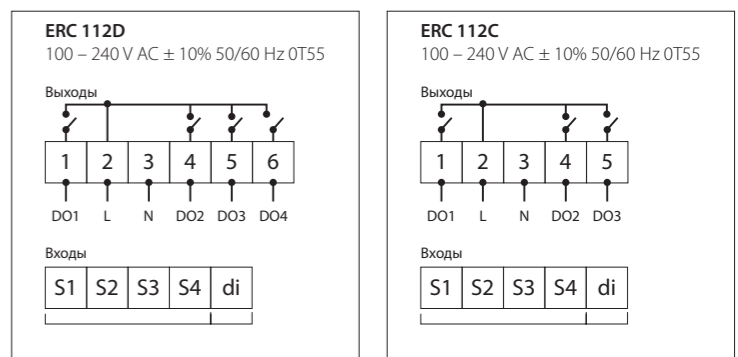 ERC 112D
100 – 240 V AC ± 10% 50/60 Hz 0T55
Выходы
1 2 3 4 5 6
DO1 L N DO2 DO3 DO4
Входы
S1 S2 S3 S4 di
ERC 112C
100 – 240 V AC ± 10% 50/60 Hz 0T55
Выходы
1 2 3 4 5
DO1 L N DO2 DO3
Входы
S1 S2 S3 S4 di